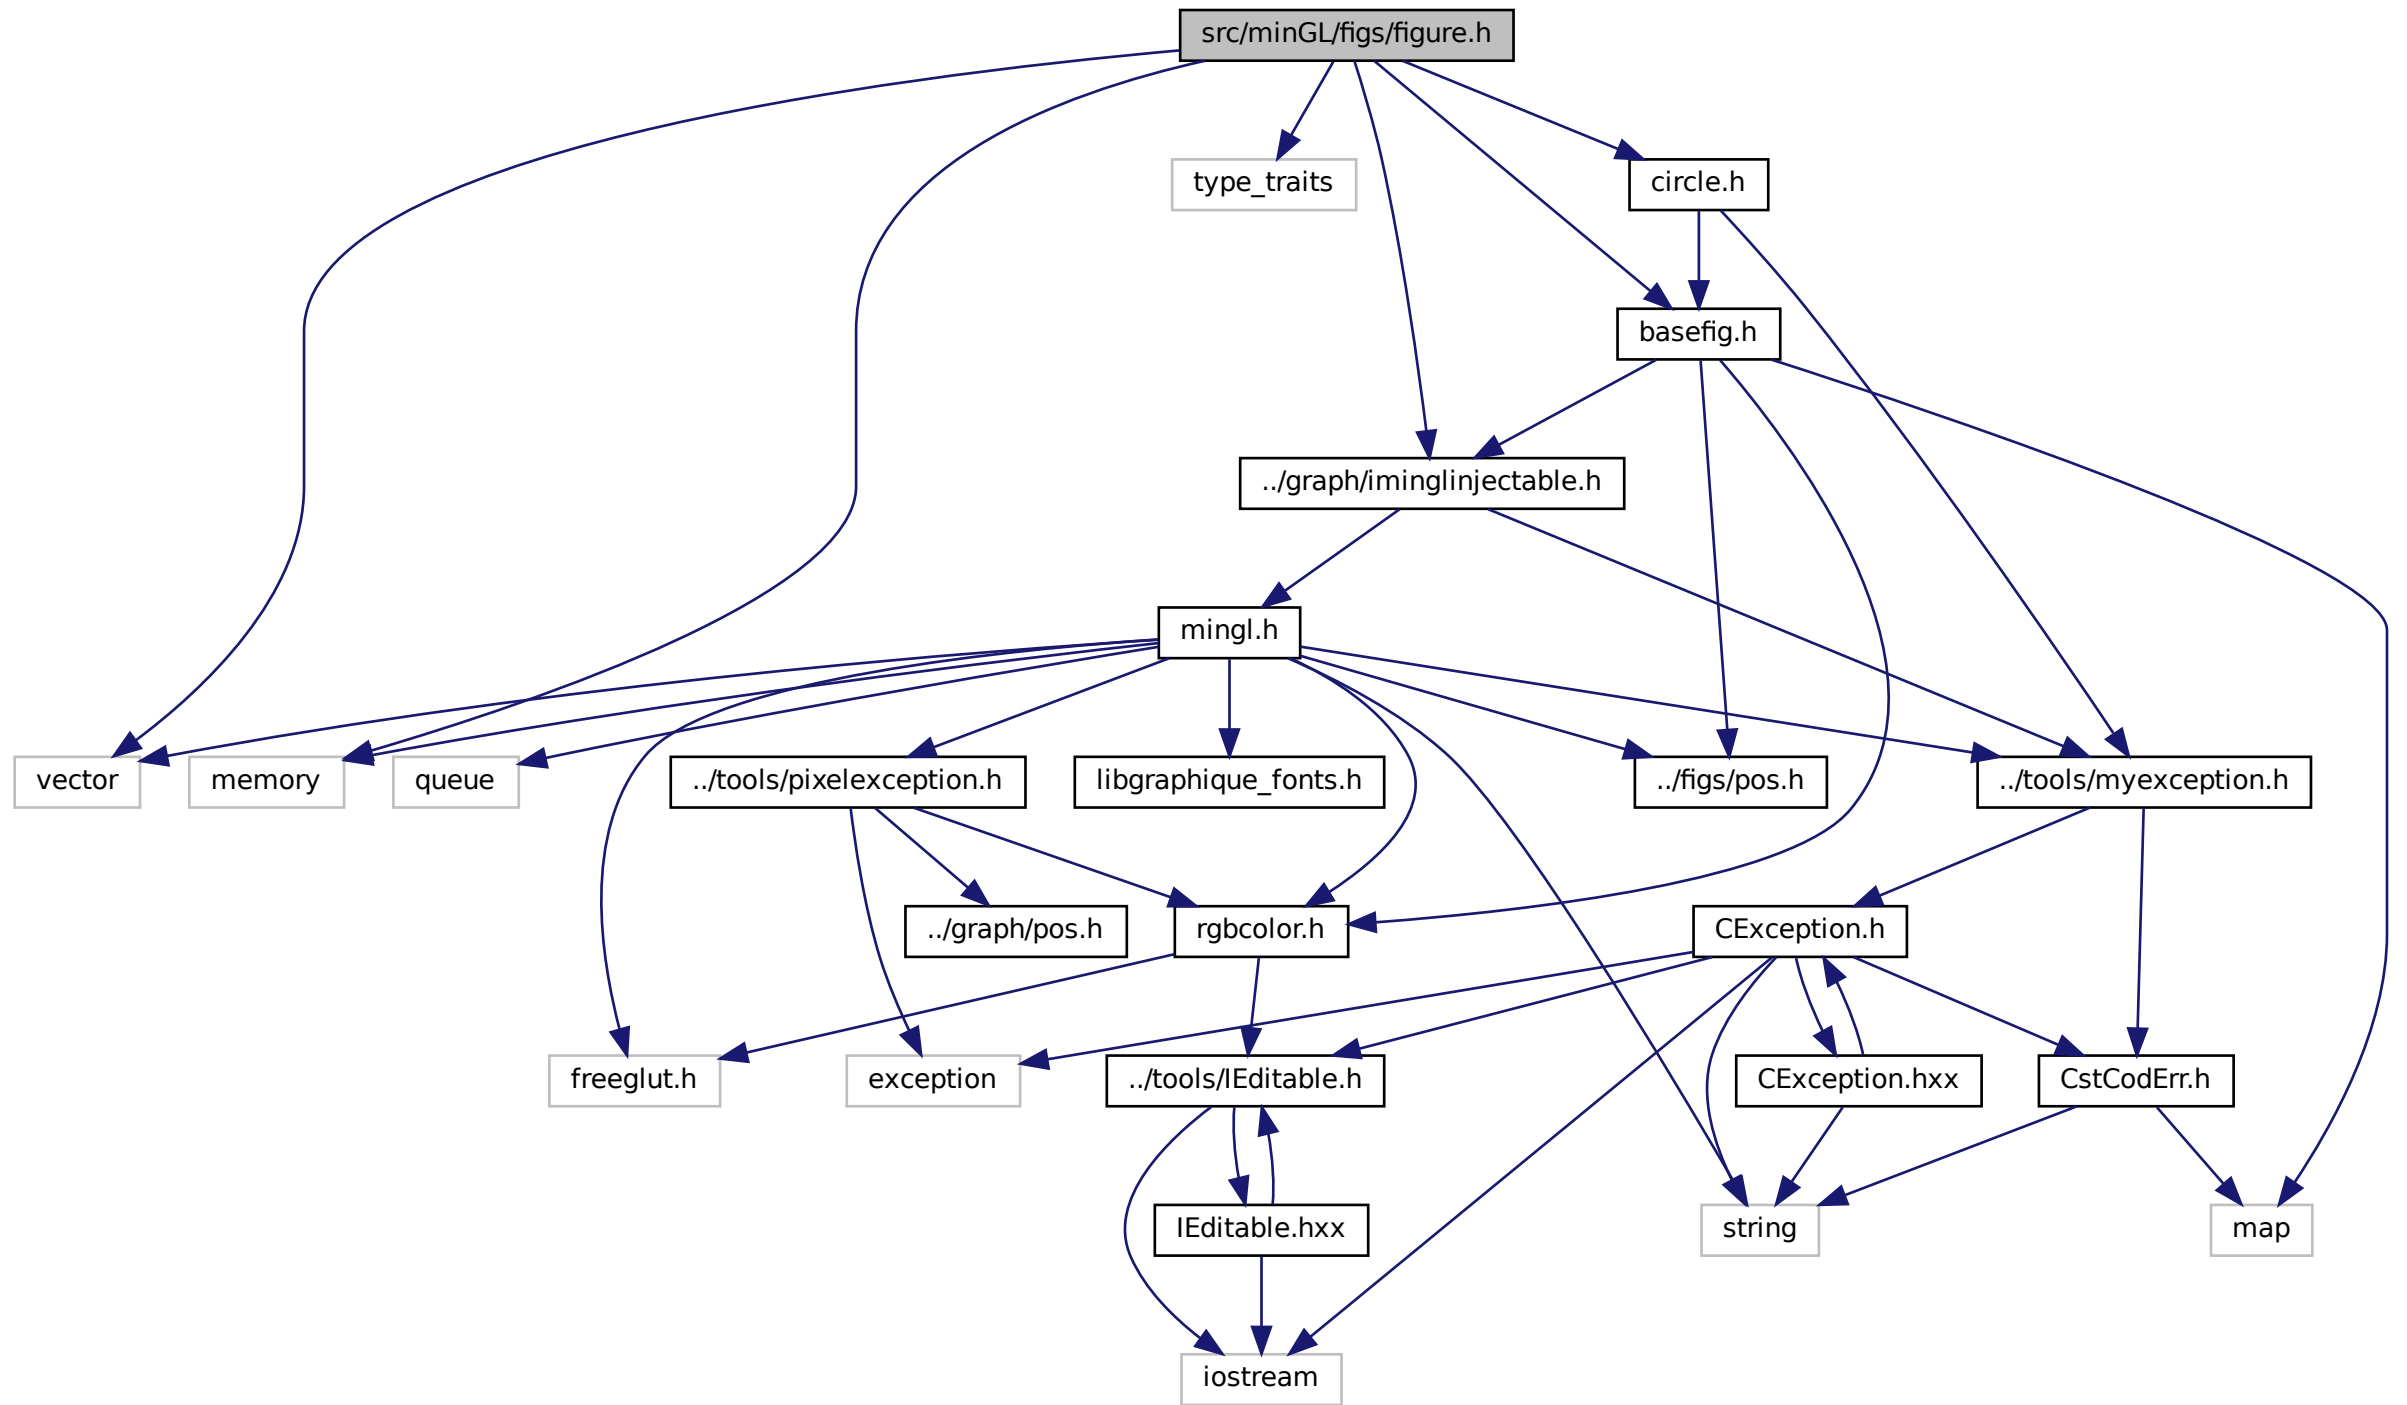 src/minGL/figs/figure.h
type_traits
circle.h
basefig.h
../graph/iminglinjectable.h
mingl.h
vector
memory
queue
../tools/pixelexception.h
libgraphique_fonts.h
../figs/pos.h
../tools/myexception.h
../graph/pos.h
rgbcolor.h
CException.h
freeglut.h
exception
../tools/IEditable.h
CException.hxx
CstCodErr.h
IEditable.hxx
string
map
iostream